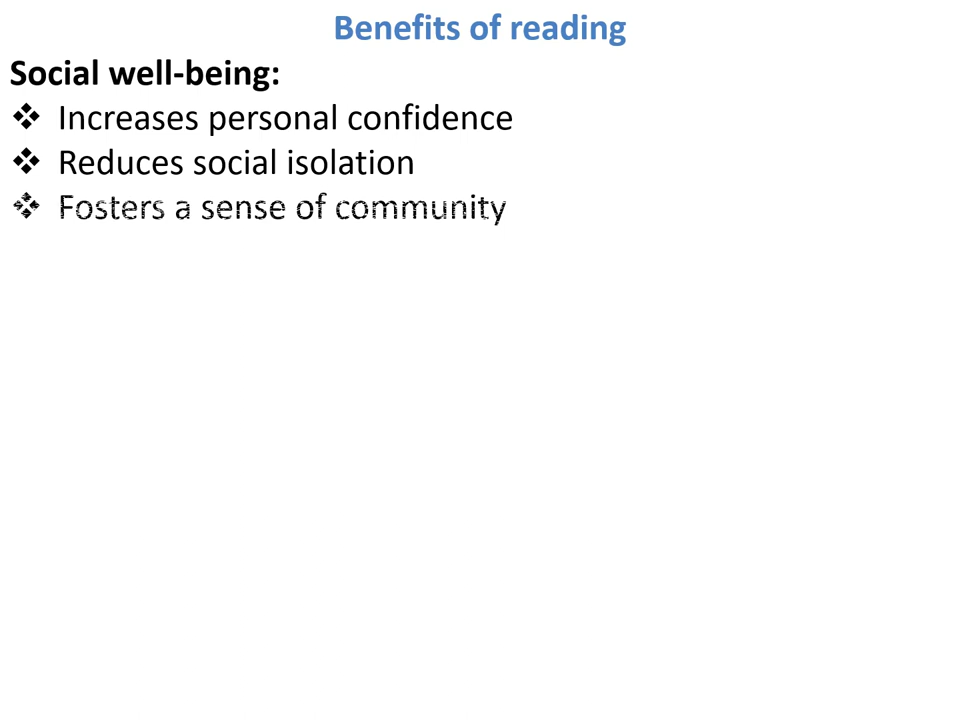 Benefits of reading
Social well-being:
❖ Increases personal confidence
❖ Reduces social isolation
❖ Fosters a sense of community